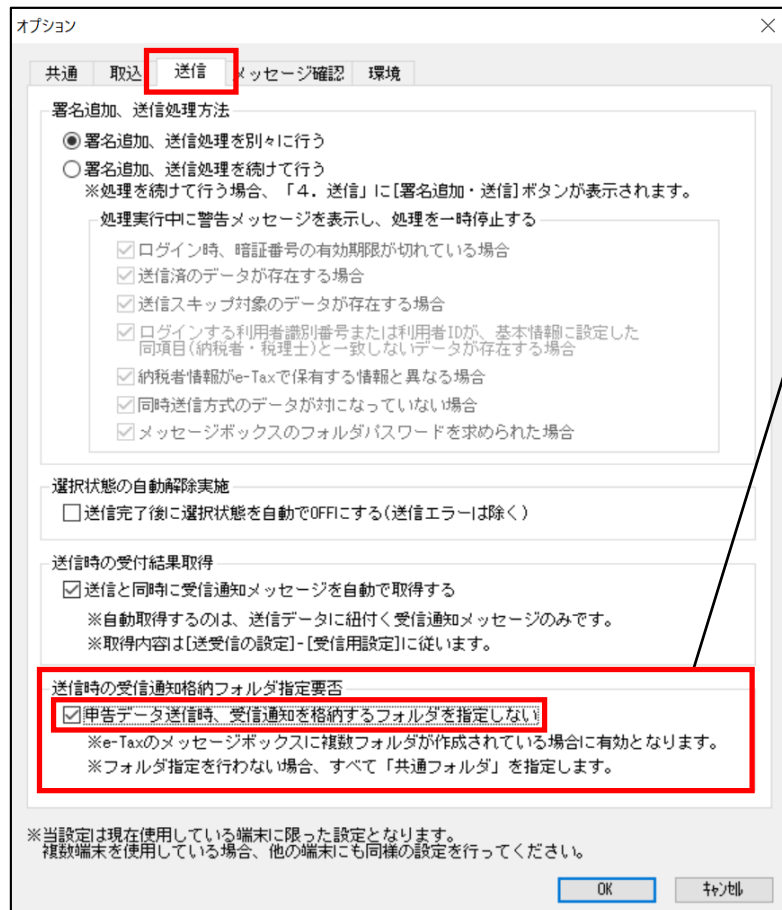 オプション
共通 取込 送信 メッセージ確認 環境
署名追加、送信処理方法
署名追加、送信処理を別々に行う
署名追加、送信処理を続けて行う
※処理を続けて行う場合、「4．送信」に[署名追加・送信]ボタンが表示されます。
処理実行中に警告メッセージを表示し、処理を一時停止する
ログイン時、暗証番号の有効期限が切れている場合
送信済のデータが存在する場合
送信スキップ対象のデータが存在する場合
ログインする利用者識別番号または利用者IDが、基本情報に設定した
同項目(納税者・税理士)と一致しないデータが存在する場合
納税者情報がe-Taxで保有する情報と異なる場合
同時送信方式のデータが対になっていない場合
メッセージボックスのフォルダパスワードを求められた場合
選択状態の自動解除実施
送信完了後に選択状態を自動でOFFにする(送信エラーは除く)
送信時の受付結果取得
送信と同時に受信通知メッセージを自動で取得する
※自動取得するのは、送信データに紐付く受信通知メッセージのみです。
※取得内容は[送受信の設定]-[受信用設定]に従います。
送信時の受信通知格納フォルダ指定要否
申告データ送信時、受信通知を格納するフォルダを指定しない
※e-Taxのメッセージボックスに複数フォルダが作成されている場合に有効となります。
※フォルダ指定を行わない場合、すべて「共通フォルダ」を指定します。
※当設定は現在使用している端末に限った設定となります。
複数端末を使用している場合、他の端末にも同様の設定を行ってください。
OK ｷｬﾝｾﾙ